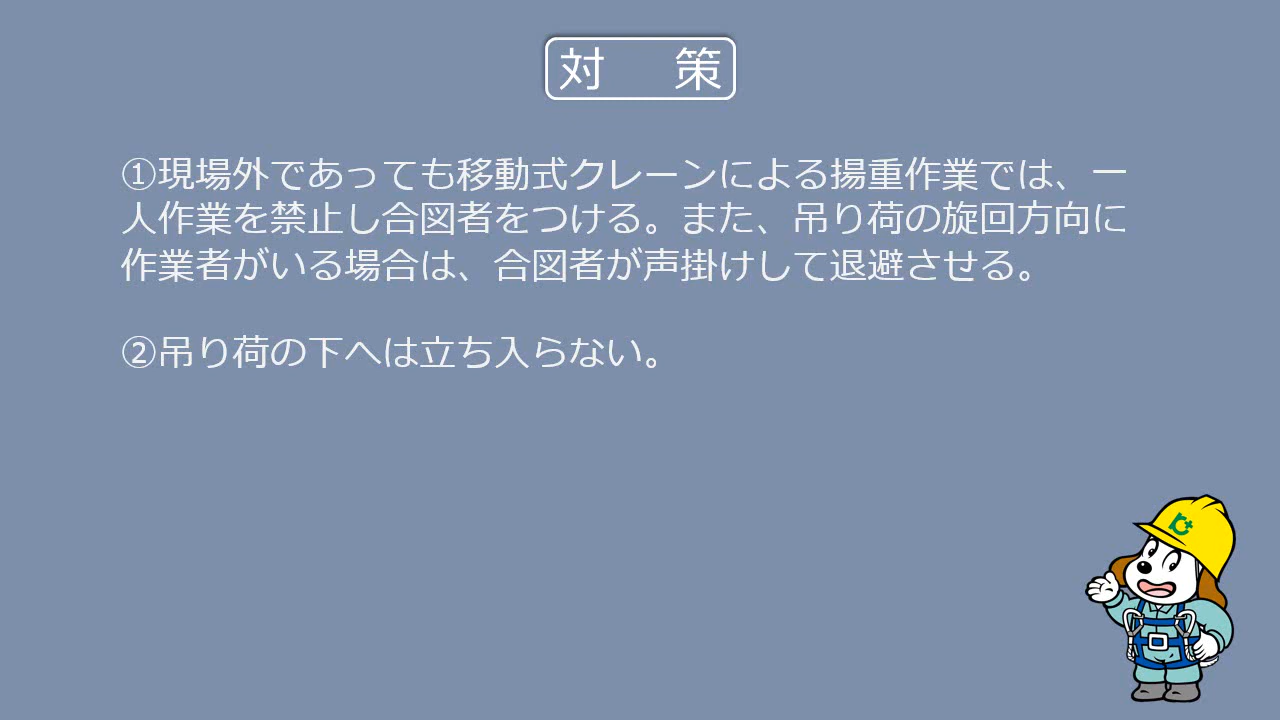 対　策
①現場外であっても移動式クレーンによる揚重作業では、一
人作業を禁止し合図者をつける。また、吊り荷の旋回方向に
作業者がいる場合は、合図者が声掛けして退避させる。
②吊り荷の下へは立ち入らない。